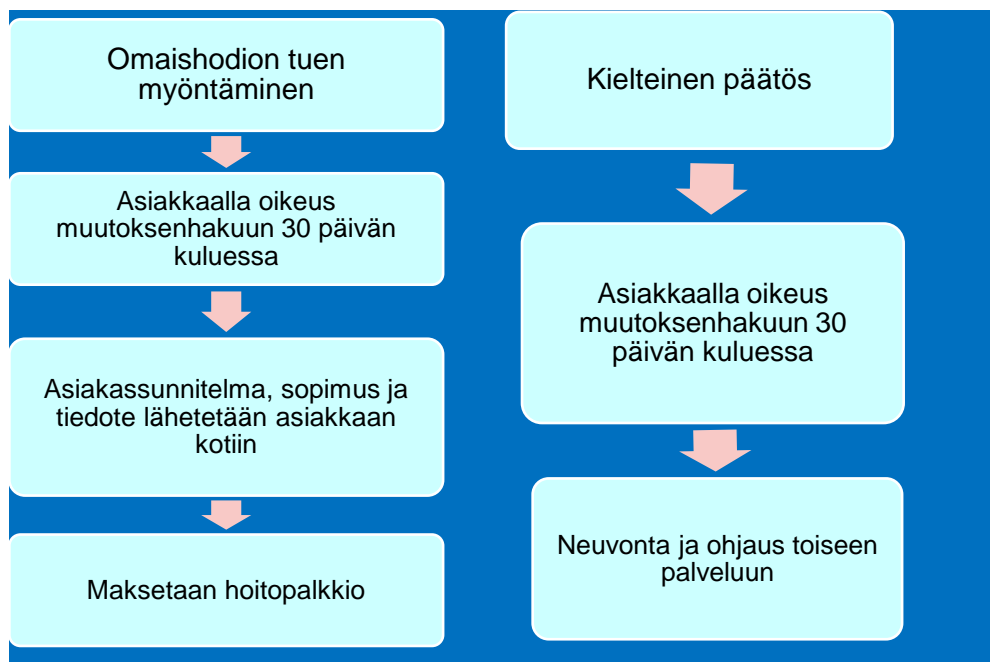 Omaishodion tuen
myöntäminen
Asiakkaalla oikeus
muutoksenhakuun 30 päivän
kuluessa
Asiakassunnitelma, sopimus ja
tiedote lähetetään asiakkaan
kotiin
Maksetaan hoitopalkkio
Kielteinen päätös
Asiakkaalla oikeus
muutoksenhakuun 30
päivän kuluessa
Neuvonta ja ohjaus toiseen
palveluun